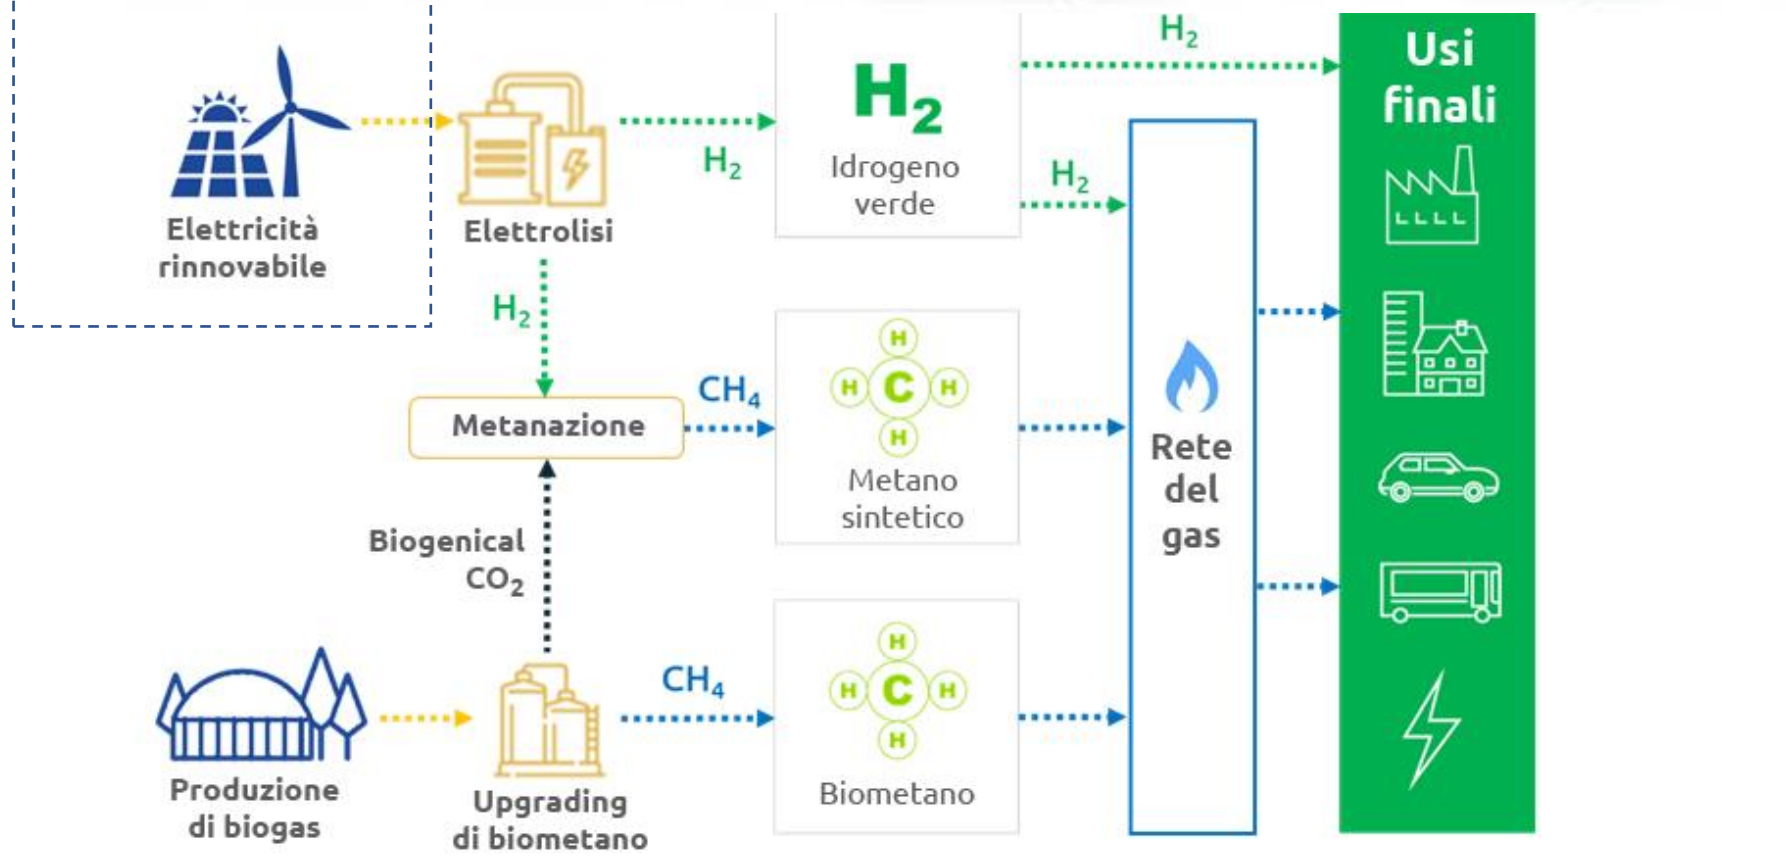 H₂
Usi
finali
H₂
Idrogeno
verde
H₂
H₂
Elettricità
rinnovabile
Elettrolisi
H₂
Metanazione
CH₄
H
H
C
H
H
Metano
sintetico
Rete
del
gas
Biogenical
CO₂
Produzione
di biogas
Upgrading
di biometano
CH₄
H
H
C
H
H
Biometano